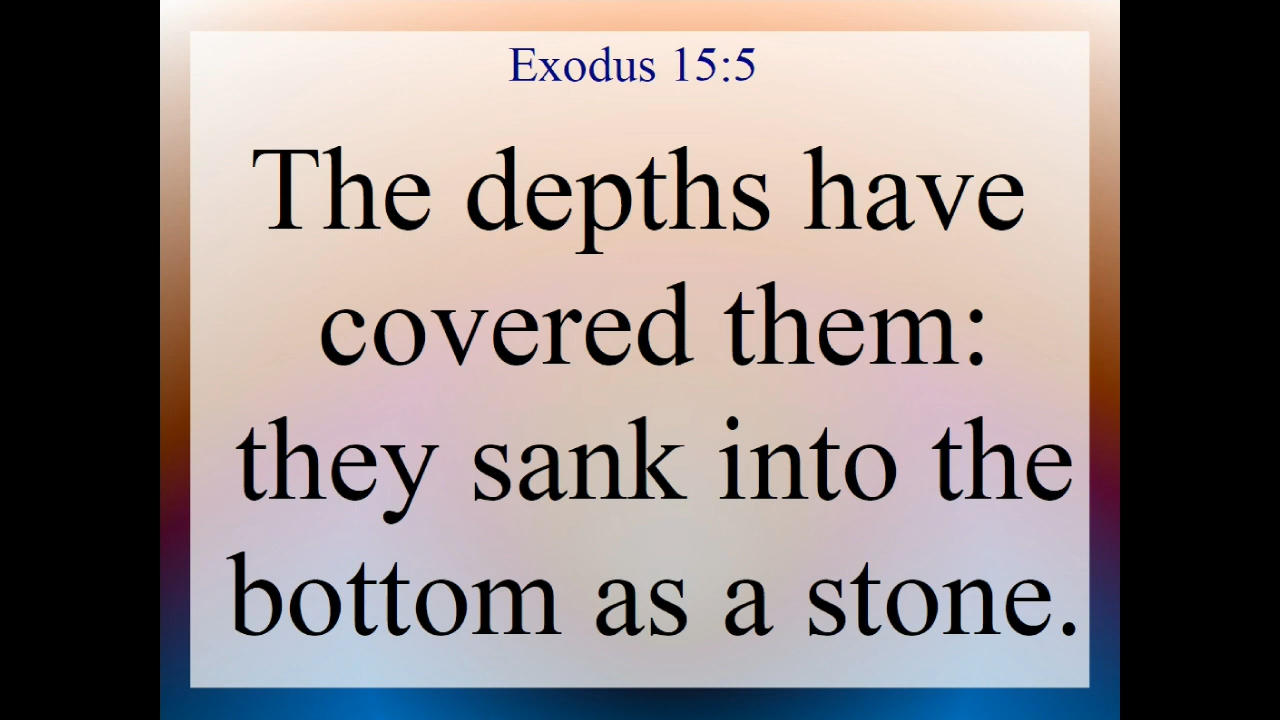 Exodus 15:5
The depths have
covered them:
they sank into the
bottom as a stone.